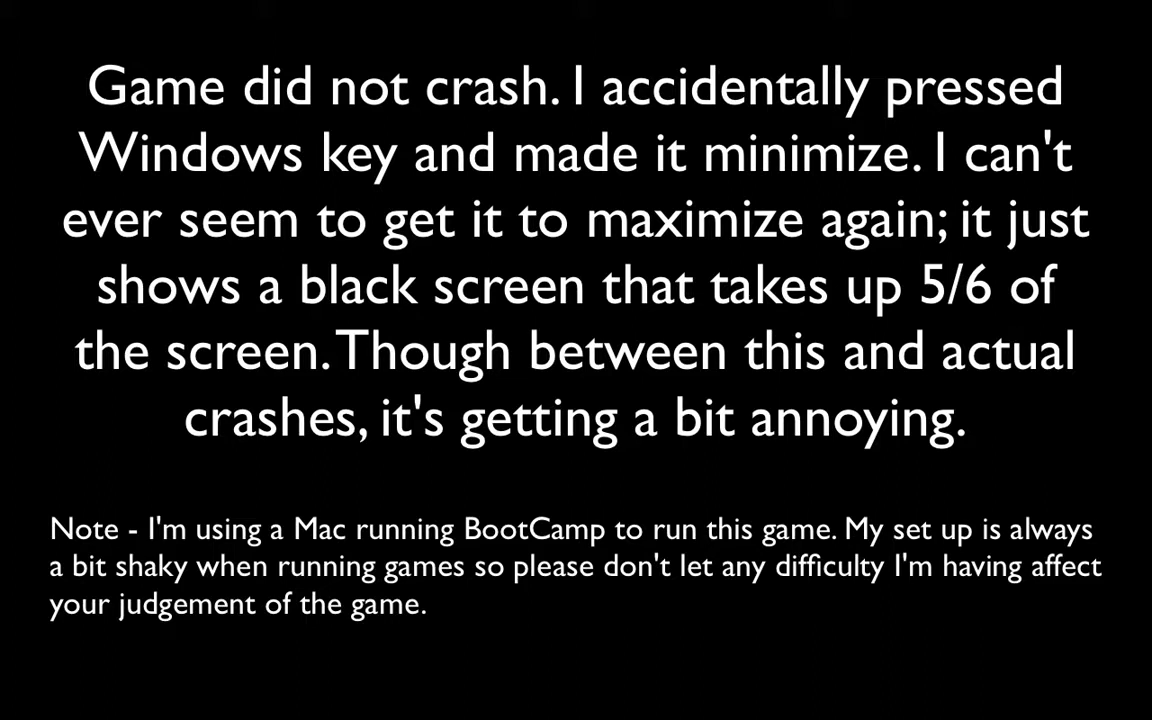 Game did not crash. I accidentally pressed
Windows key and made it minimize. I can't
ever seem to get it to maximize again; it just
shows a black screen that takes up 5/6 of
the screen. Though between this and actual
crashes, it's getting a bit annoying.
Note - I'm using a Mac running BootCamp to run this game. My set up is always
a bit shaky when running games so please don't let any difficulty I'm having affect
your judgement of the game.